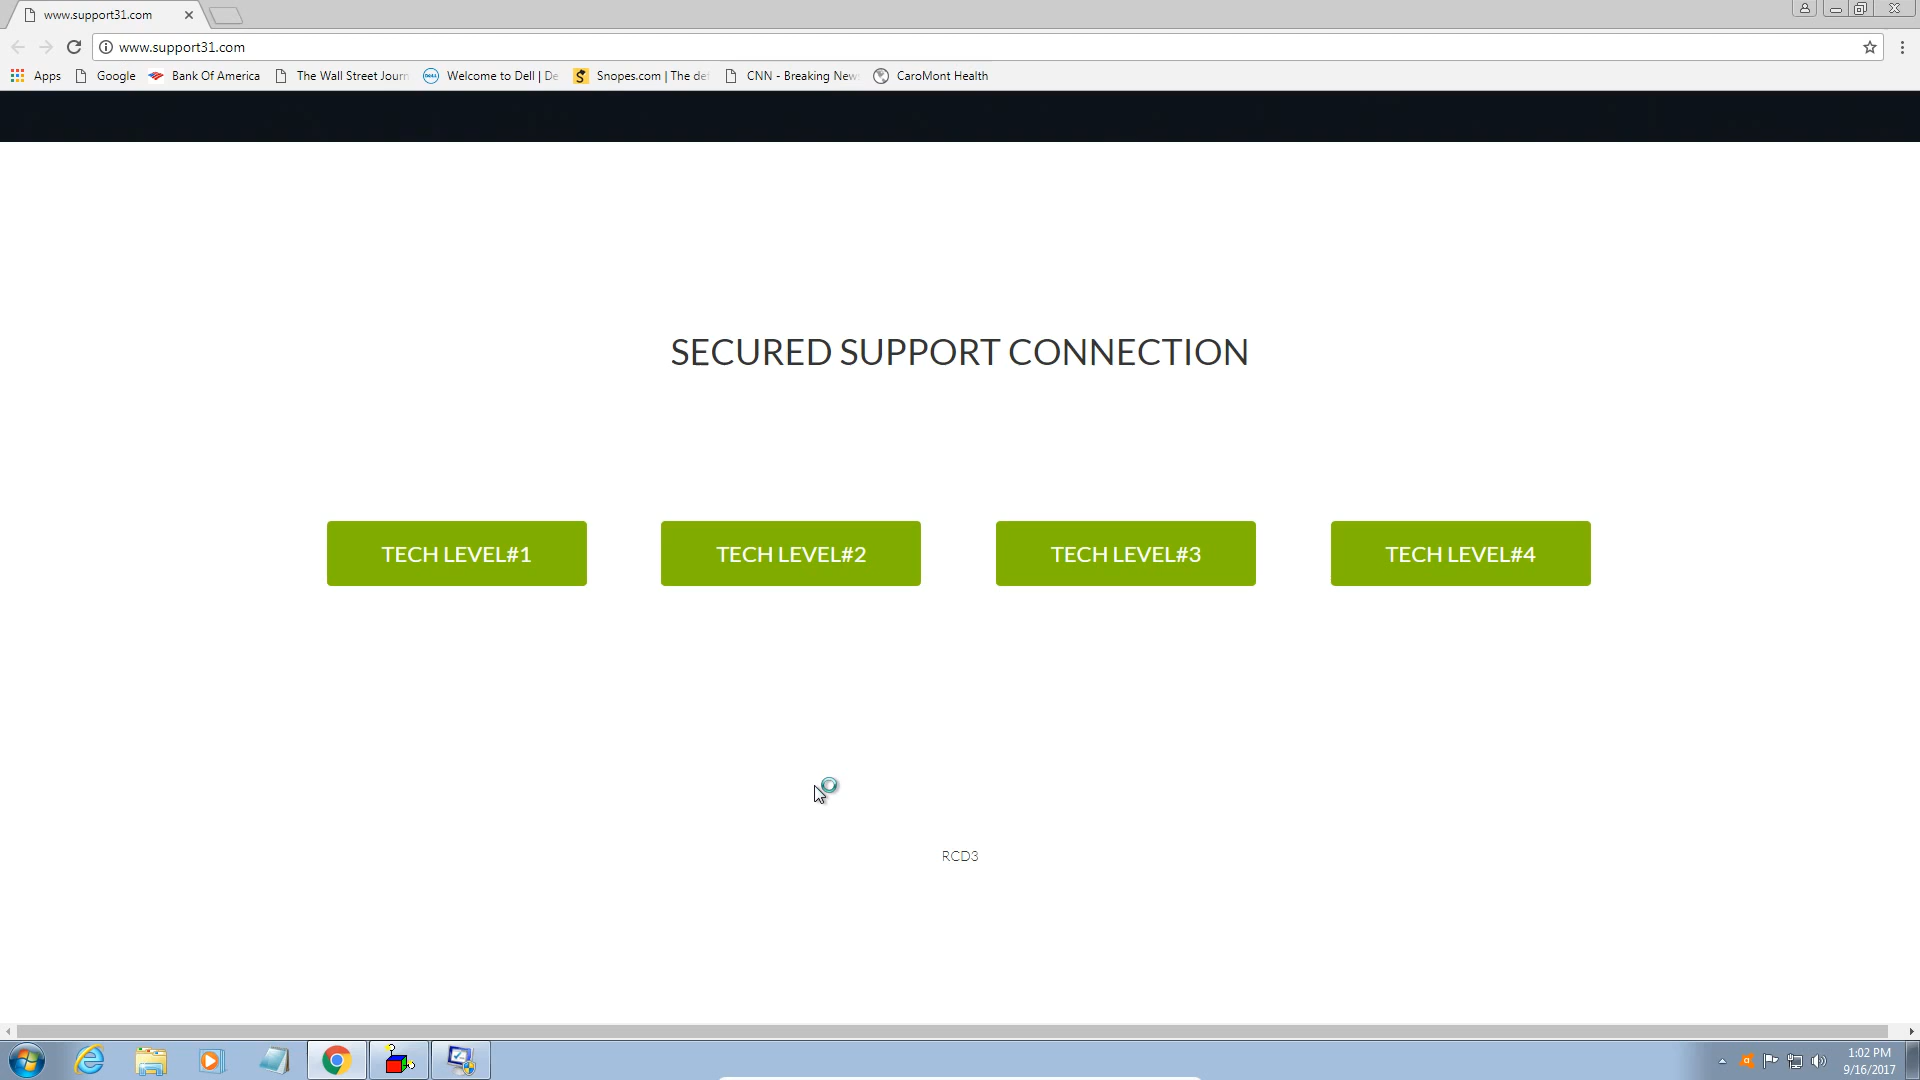 www.support31.com
www.support31.com
Apps Google Bank Of America The Wall Street Journ Welcome to Dell | De Snopes.com | The def CNN - Breaking New CaroMont Health
SECURED SUPPORT CONNECTION
TECH LEVEL#1 TECH LEVEL#2 TECH LEVEL#3 TECH LEVEL#4
RCD3
1:02 PM
9/16/2017